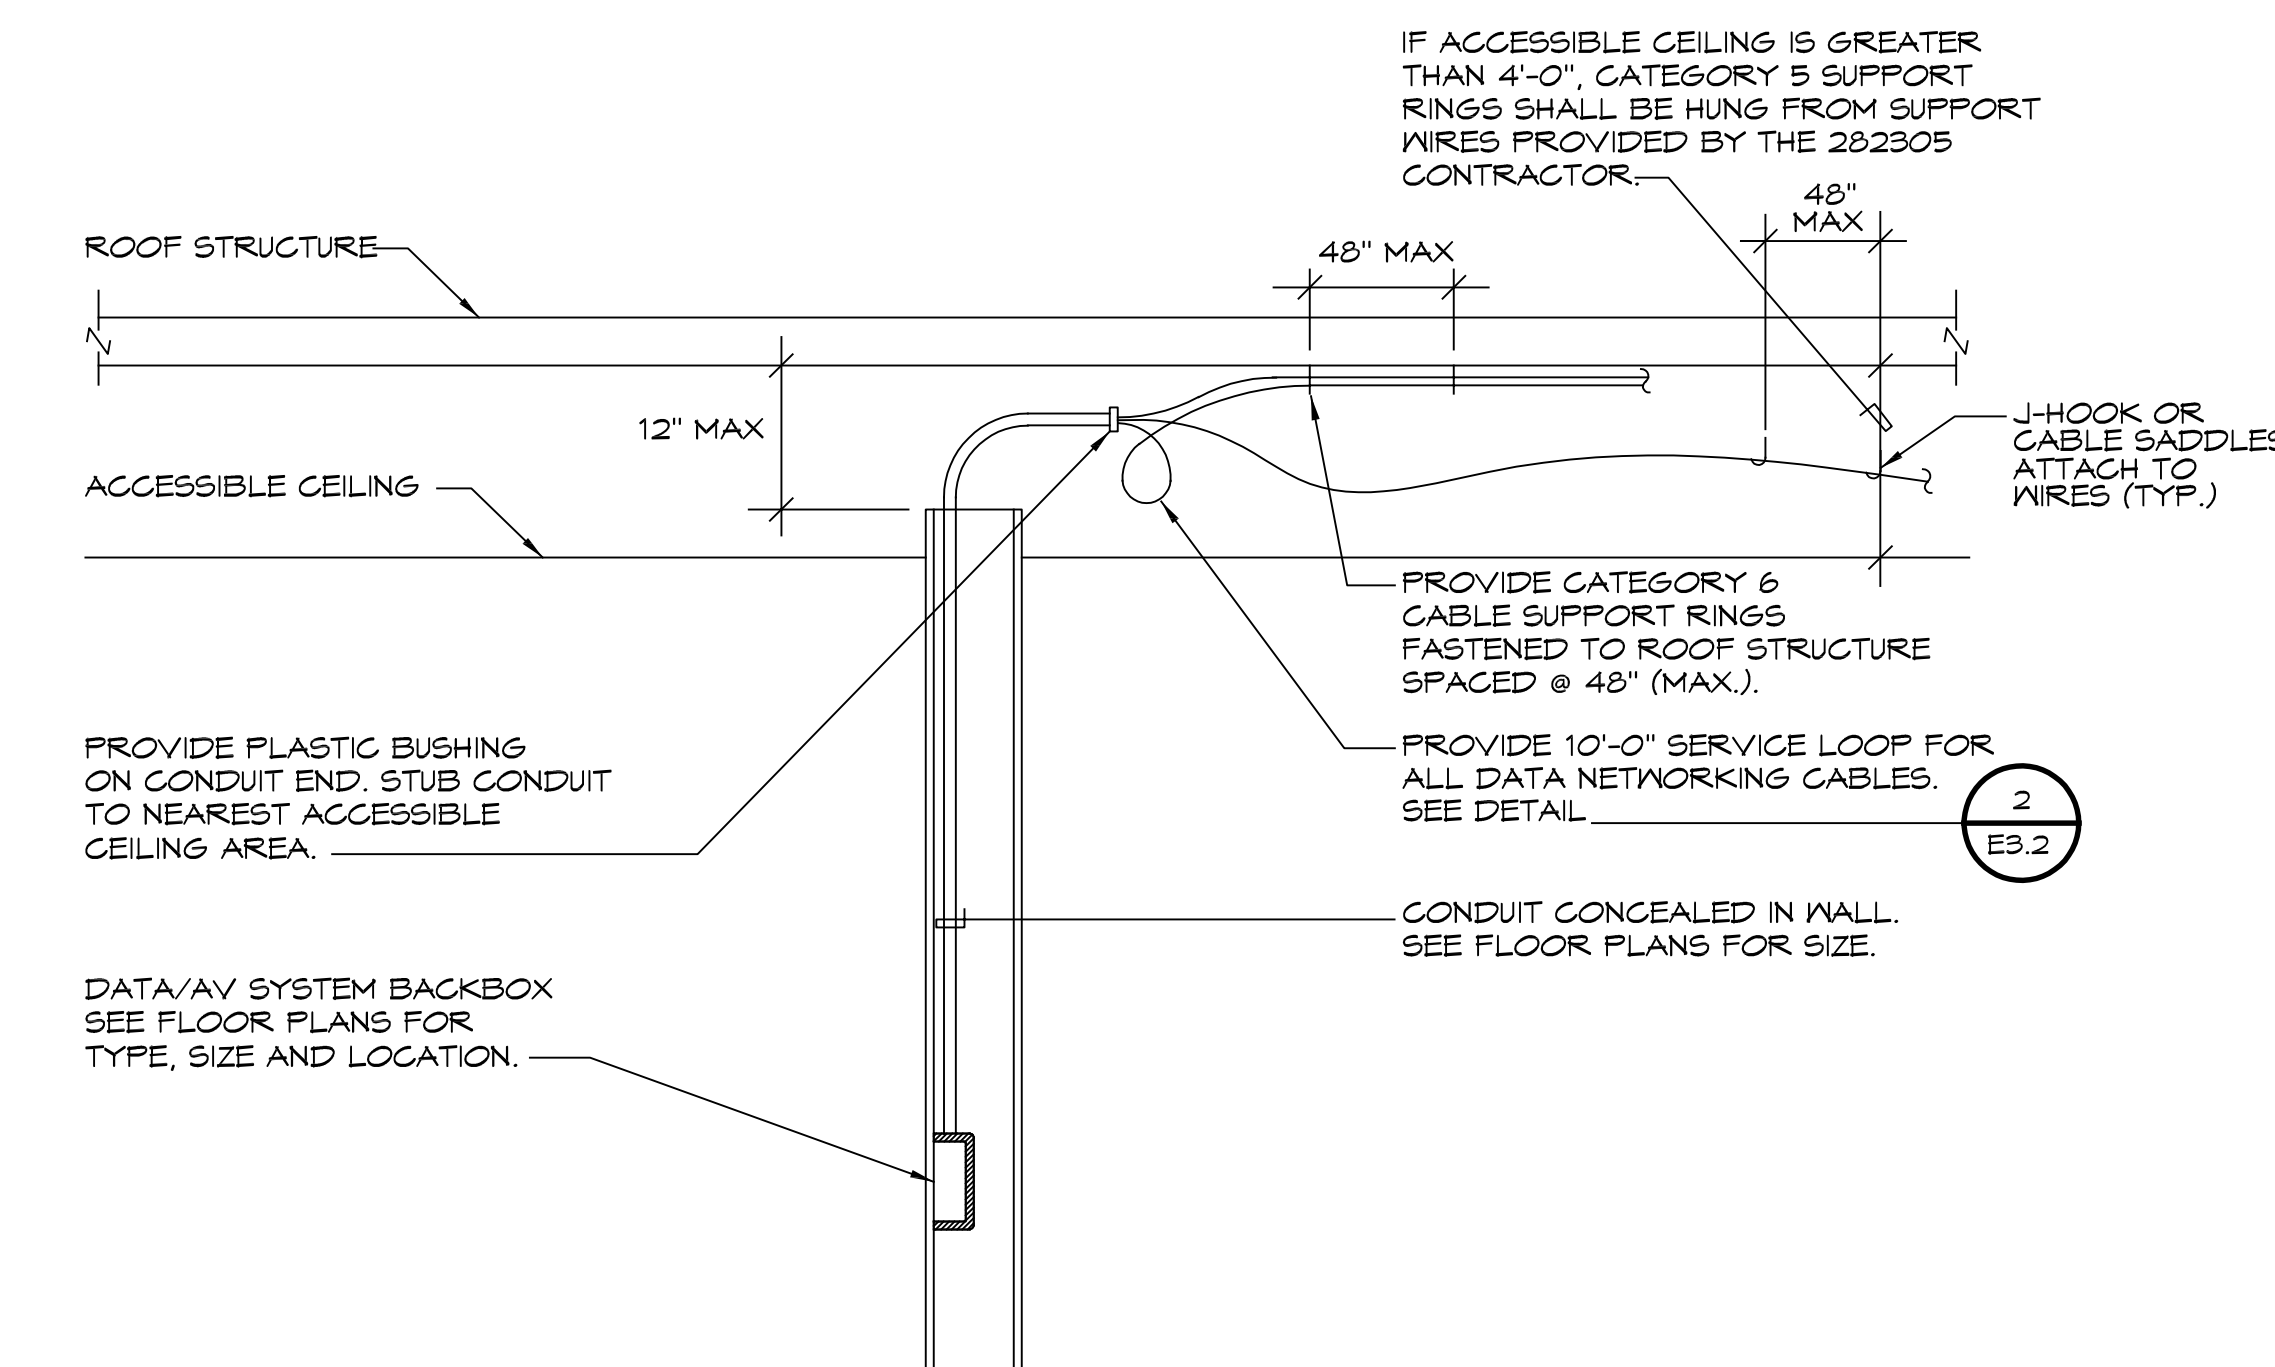 IF ACCESSIBLE CEILING IS GREATER
THAN 4'-0", CATEGORY 5 SUPPORT
RINGS SHALL BE HUNG FROM SUPPORT
WIRES PROVIDED BY THE 282305
CONTRACTOR.
48"
MAX
ROOF STRUCTURE
48" MAX
12" MAX
ACCESSIBLE CEILING
J-HOOK OR
CABLE SADDLES
ATTACH TO
WIRES (TYP.)
PROVIDE CATEGORY 6
CABLE SUPPORT RINGS
FASTENED TO ROOF STRUCTURE
SPACED @ 48" (MAX.).
PROVIDE PLASTIC BUSHING
ON CONDUIT END. STUB CONDUIT
TO NEAREST ACCESSIBLE
CEILING AREA.
PROVIDE 10'-0" SERVICE LOOP FOR
ALL DATA NETWORKING CABLES.
SEE DETAIL
2
E3.2
CONDUIT CONCEALED IN WALL.
SEE FLOOR PLANS FOR SIZE.
DATA/AV SYSTEM BACKBOX
SEE FLOOR PLANS FOR
TYPE, SIZE AND LOCATION.